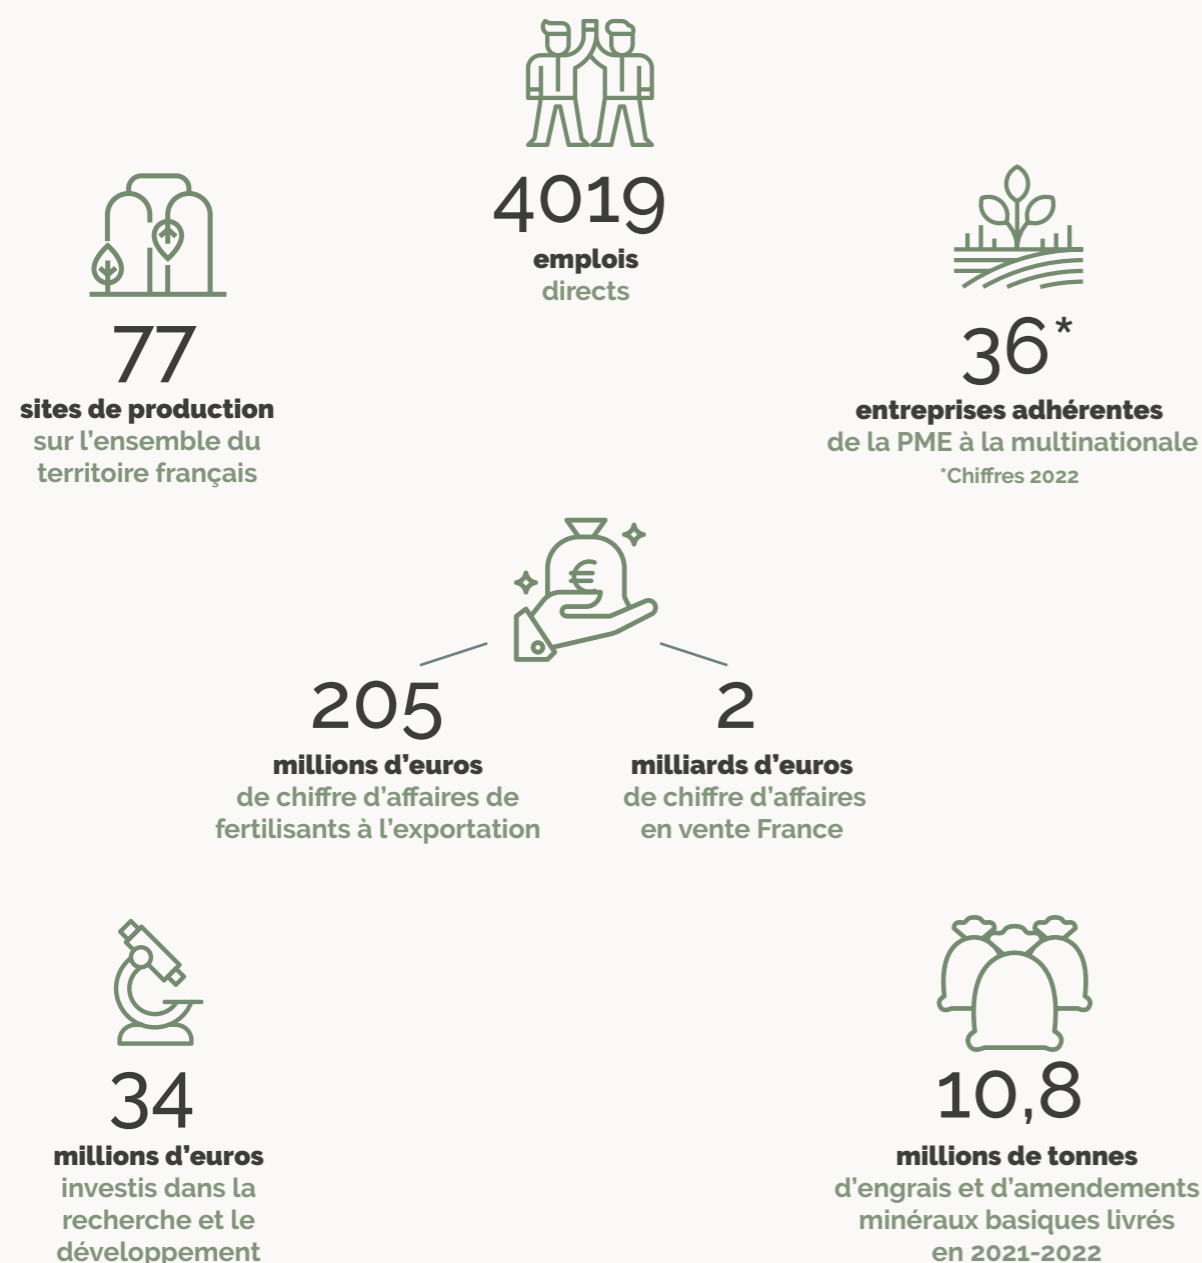 4019
emplois
directs
77
sites de production
sur l’ensemble du
territoire français
36*
entreprises adhérentes
de la PME à la multinationale
*Chiffres 2022
€
205
millions d’euros
de chiffre d’affaires de
fertilisants à l’exportation
2
milliards d’euros
de chiffre d’affaires
en vente France
34
millions d’euros
investis dans la
recherche et le
développement
10,8
millions de tonnes
d’engrais et d’amendements
minéraux basiques livrés
en 2021-2022